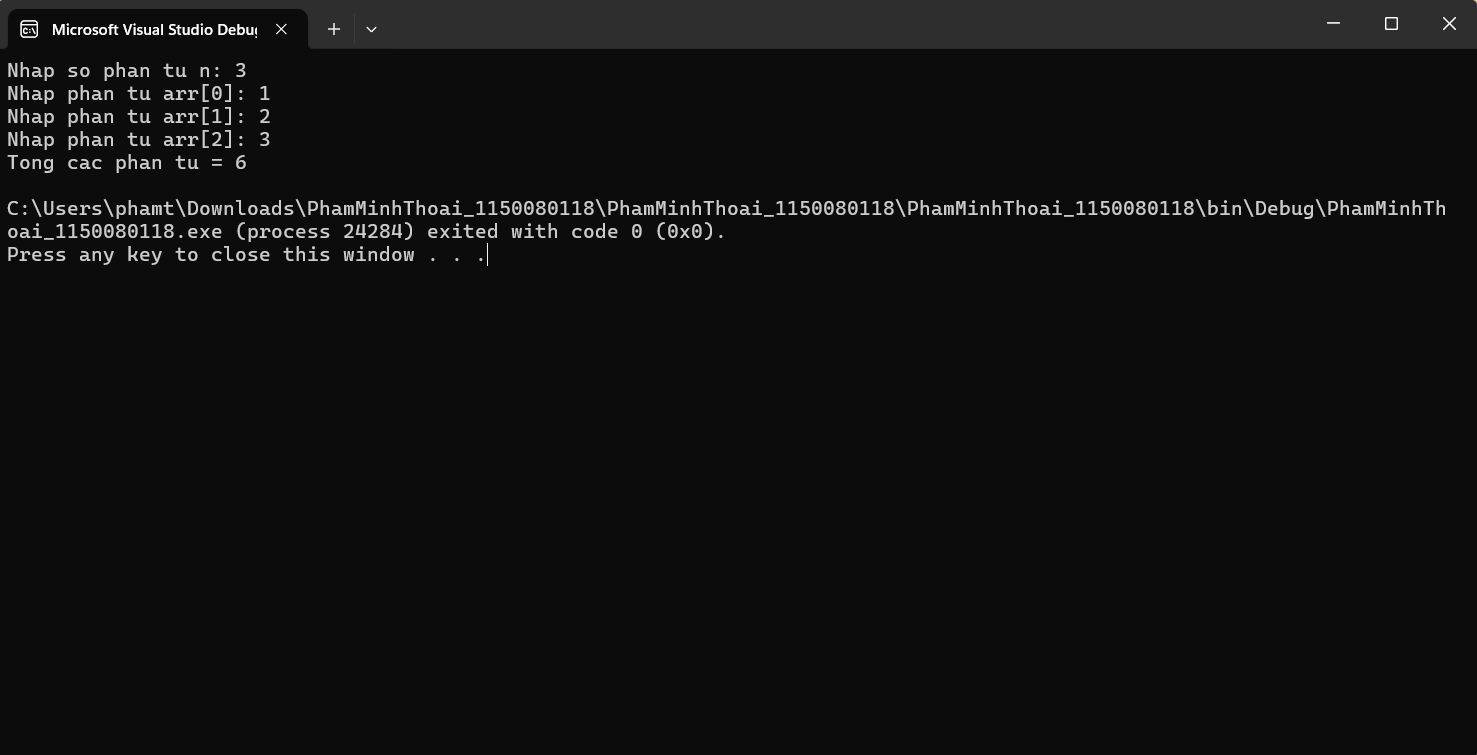 Microsoft Visual Studio Debug
Nhap so phan tu n: 3
Nhap phan tu arr[0]: 1
Nhap phan tu arr[1]: 2
Nhap phan tu arr[2]: 3
Tong cac phan tu = 6
C:\Users\phamt\Downloads\PhamMinhThoai_1150080118\PhamMinhThoai_1150080118\PhamMinhThoai_1150080118\bin\Debug\PhamMinhTh
oai_1150080118.exe (process 24284) exited with code 0 (0x0).
Press any key to close this window . . .